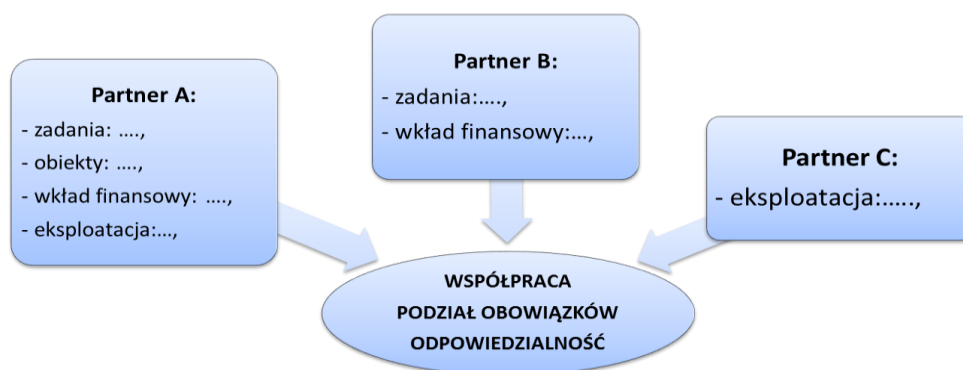 Partner A:
- zadania: ....,
- obiekty: ....,
- wkład finansowy: ....,
- eksploatacja:...,
Partner B:
- zadania:....,
- wkład finansowy:...,
Partner C:
- eksploatacja:.....,
WSPÓŁPRACA
PODZIAŁ OBOWIĄZKÓW
ODPOWIEDZIALNOŚĆ